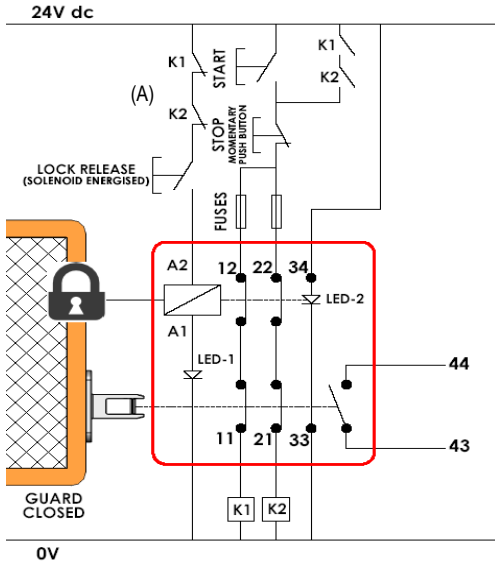 24V dc
K1
START
K1
K2
(A)
K2
STOP
MOMENTARY
PUSH BUTTON
LOCK RELEASE
(SOLENOID ENERGISED)
FUSES
A2
12
22
34
LED-2
A1
LED-1
44
11
21
33
43
K1
K2
GUARD
CLOSED
0V